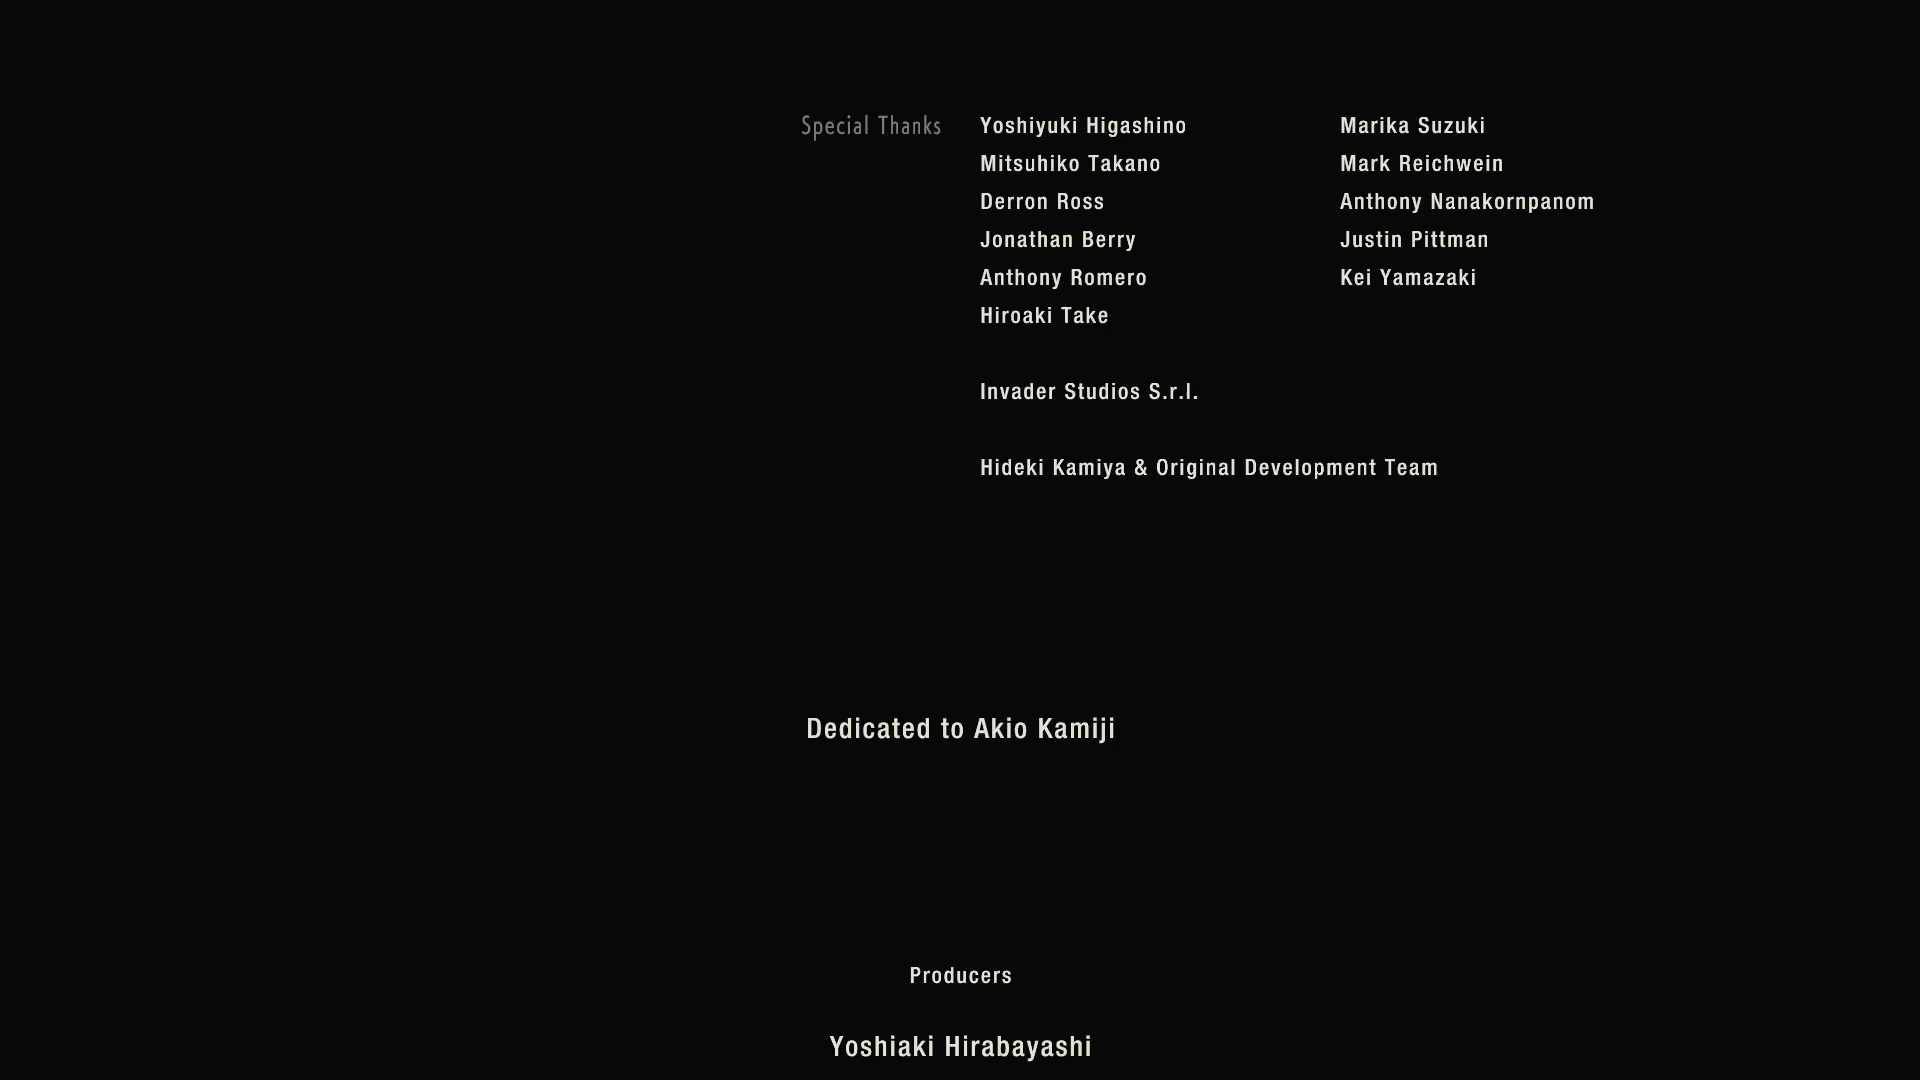 Special Thanks
Yoshiyuki Higashino Marika Suzuki
Mitsuhiko Takano Mark Reichwein
Derron Ross Anthony Nanakornpanom
Jonathan Berry Justin Pittman
Anthony Romero Kei Yamazaki
Hiroaki Take
Invader Studios S.r.l.
Hideki Kamiya & Original Development Team
Dedicated to Akio Kamiji
Producers
Yoshiaki Hirabayashi